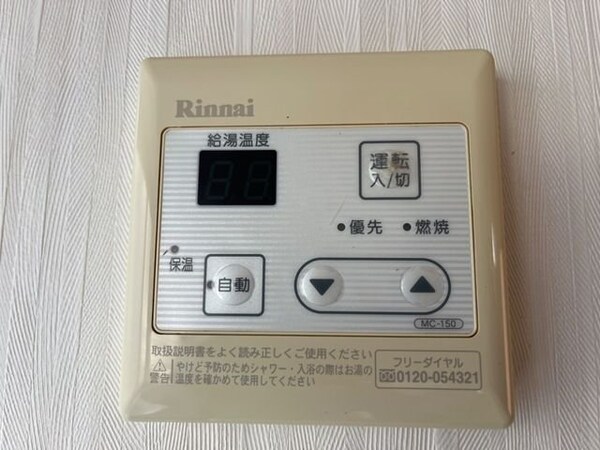 Rinnai
給湯温度
運転
入/切
優先
燃焼
保温
自動
MC-150
取扱説明書をよく読み正しくご使用ください
警告 やけど予防のためシャワー・入浴の際はお湯の
温度を確かめて使用してください
フリーダイヤル
0120-054321